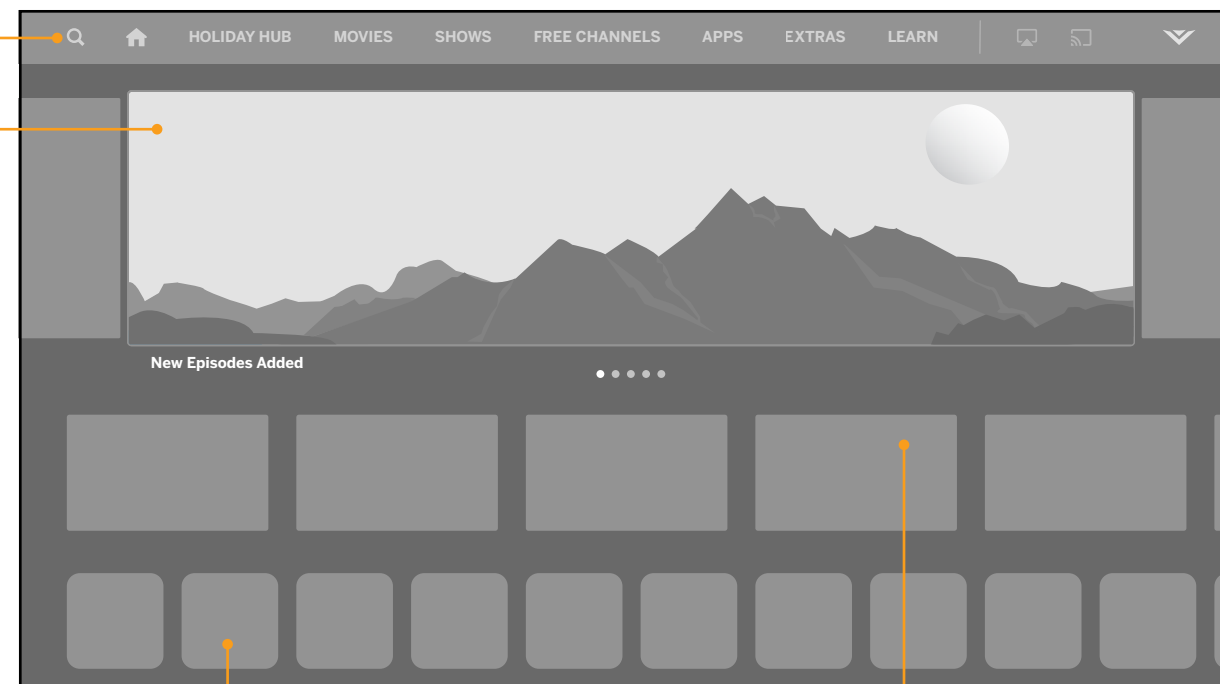 HOLIDAY HUB MOVIES SHOWS FREE CHANNELS APPS EXTRAS LEARN
New Episodes Added